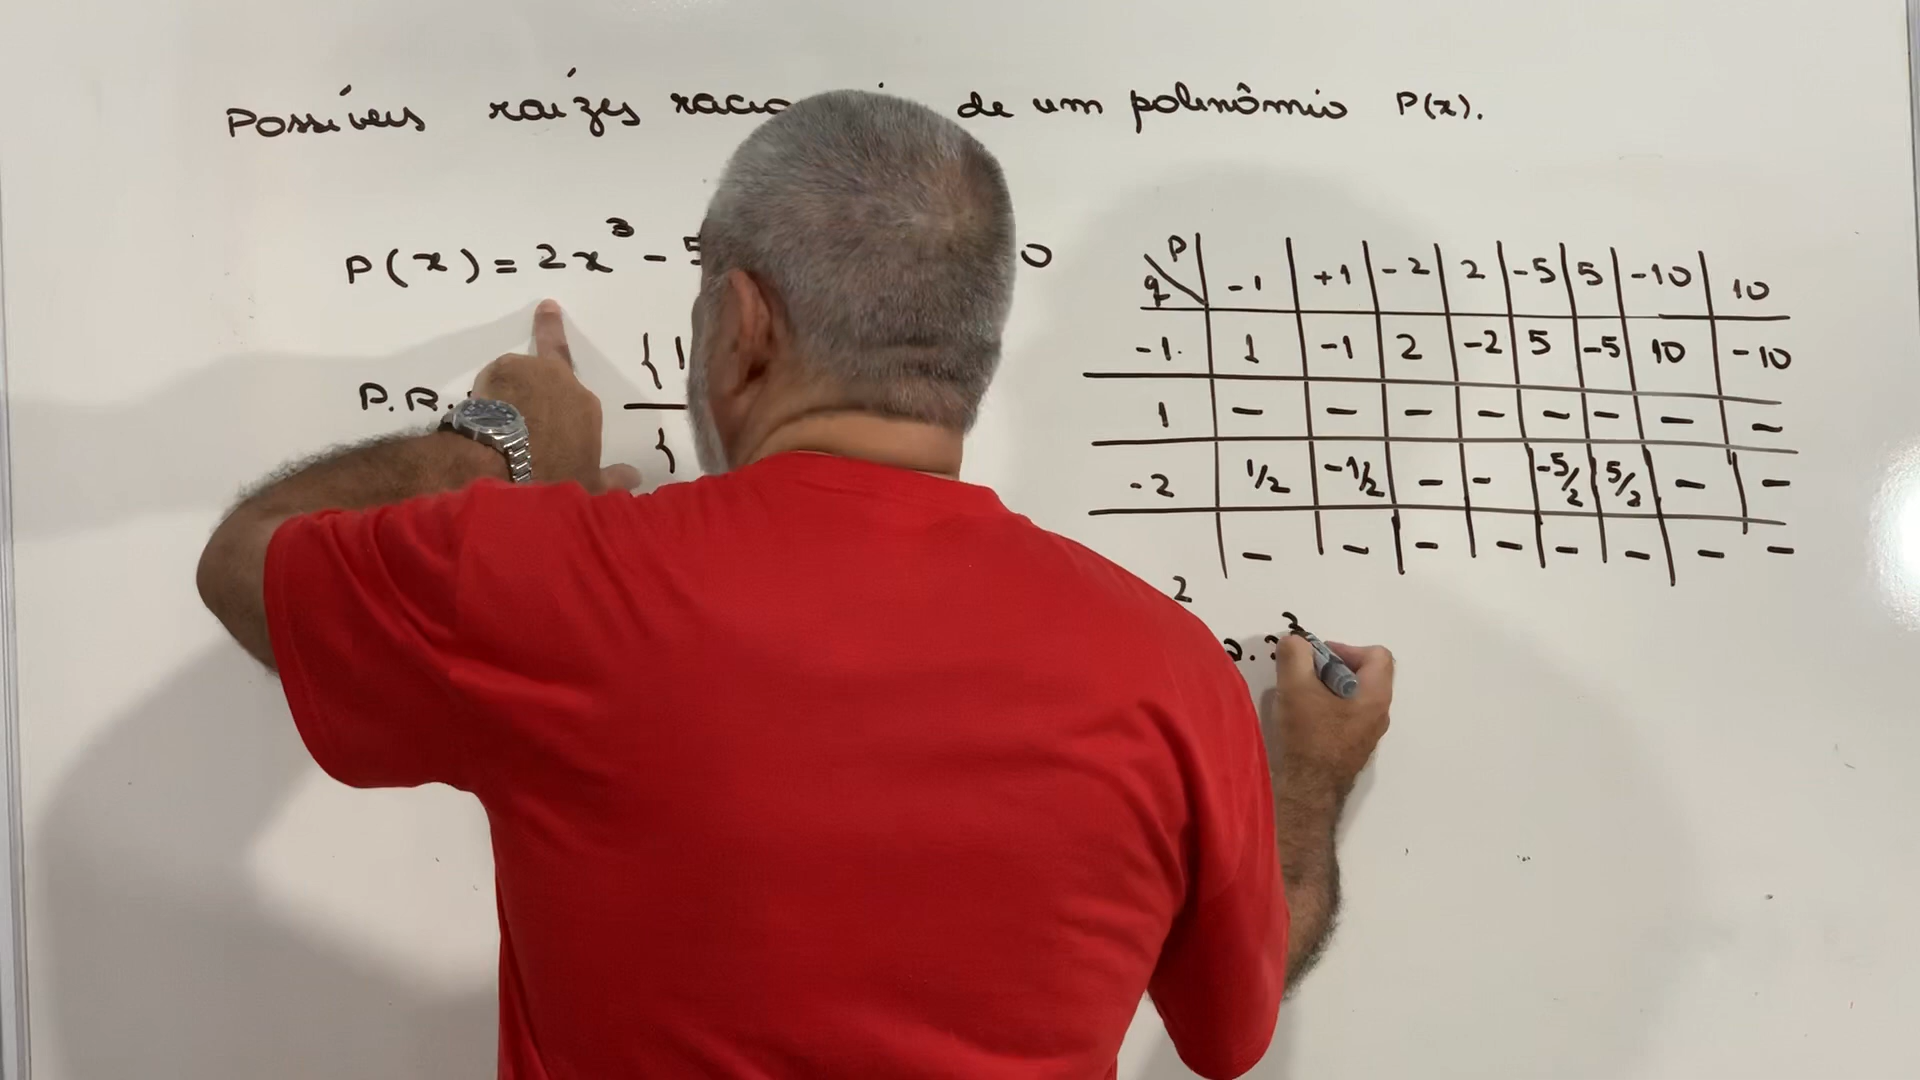 Possíveis raízes de um polinômio P(x).
P(x) = 2x³ - 5 0
P.R. {1
{
p q -1 +1 -2 2 -5 5 -10 10
-1 1 -1 2 -2 5 -5 10 -10
1 - - - - - - - -
-2 1/2 -1/2 - - -5/2 5/2 - -
2 - - - - - - - -